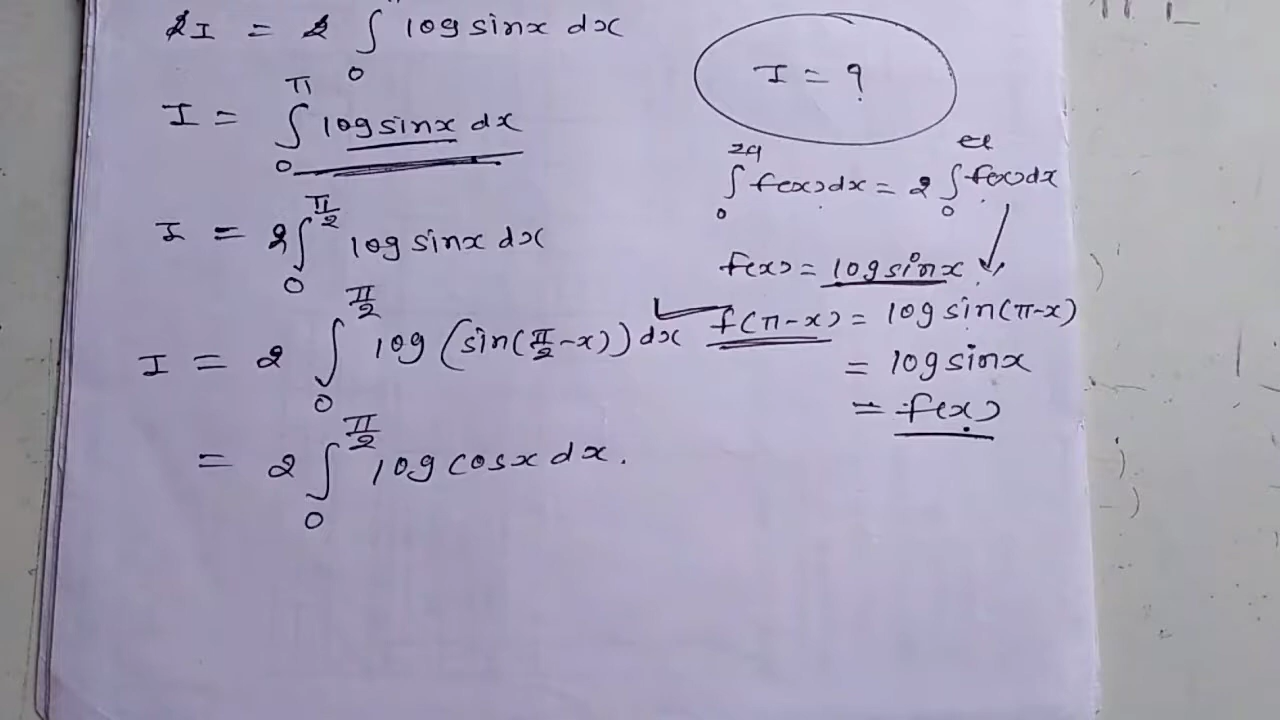 2I = 2 ∫₀ log sinx dx
I = ∫₀^π log sinx dx
I = 2∫₀^(π/2) log sinx dx
I = 2 ∫₀^(π/2) log (sin(π/2 -x)) dx
= 2 ∫₀^(π/2) log cosx dx.
I = ?
∫₀^(2a) f(x)dx = 2 ∫₀^a f(x)dx
f(x) = log sinx
f(π-x) = log sin(π-x)
= log sinx
= f(x)